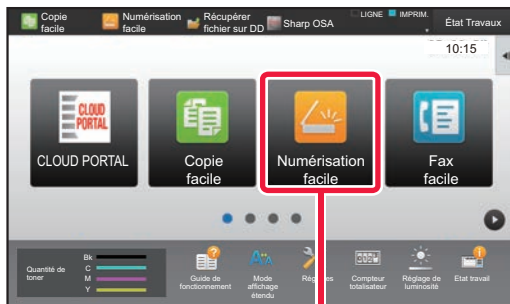 Copie facile
Numérisation facile
Récupérer fichier sur DD
Sharp OSA
LIGNE
IMPRIM.
État Travaux
10:15
CLOUD PORTAL
CLOUD PORTAL
Copie facile
Numérisation facile
Fax facile
Quantité de toner
Bk
C
M
Y
Guide de fonctionnement
Mode affichage étendu
Compteur totalisateur
Réglage de luminosité
Etat travail